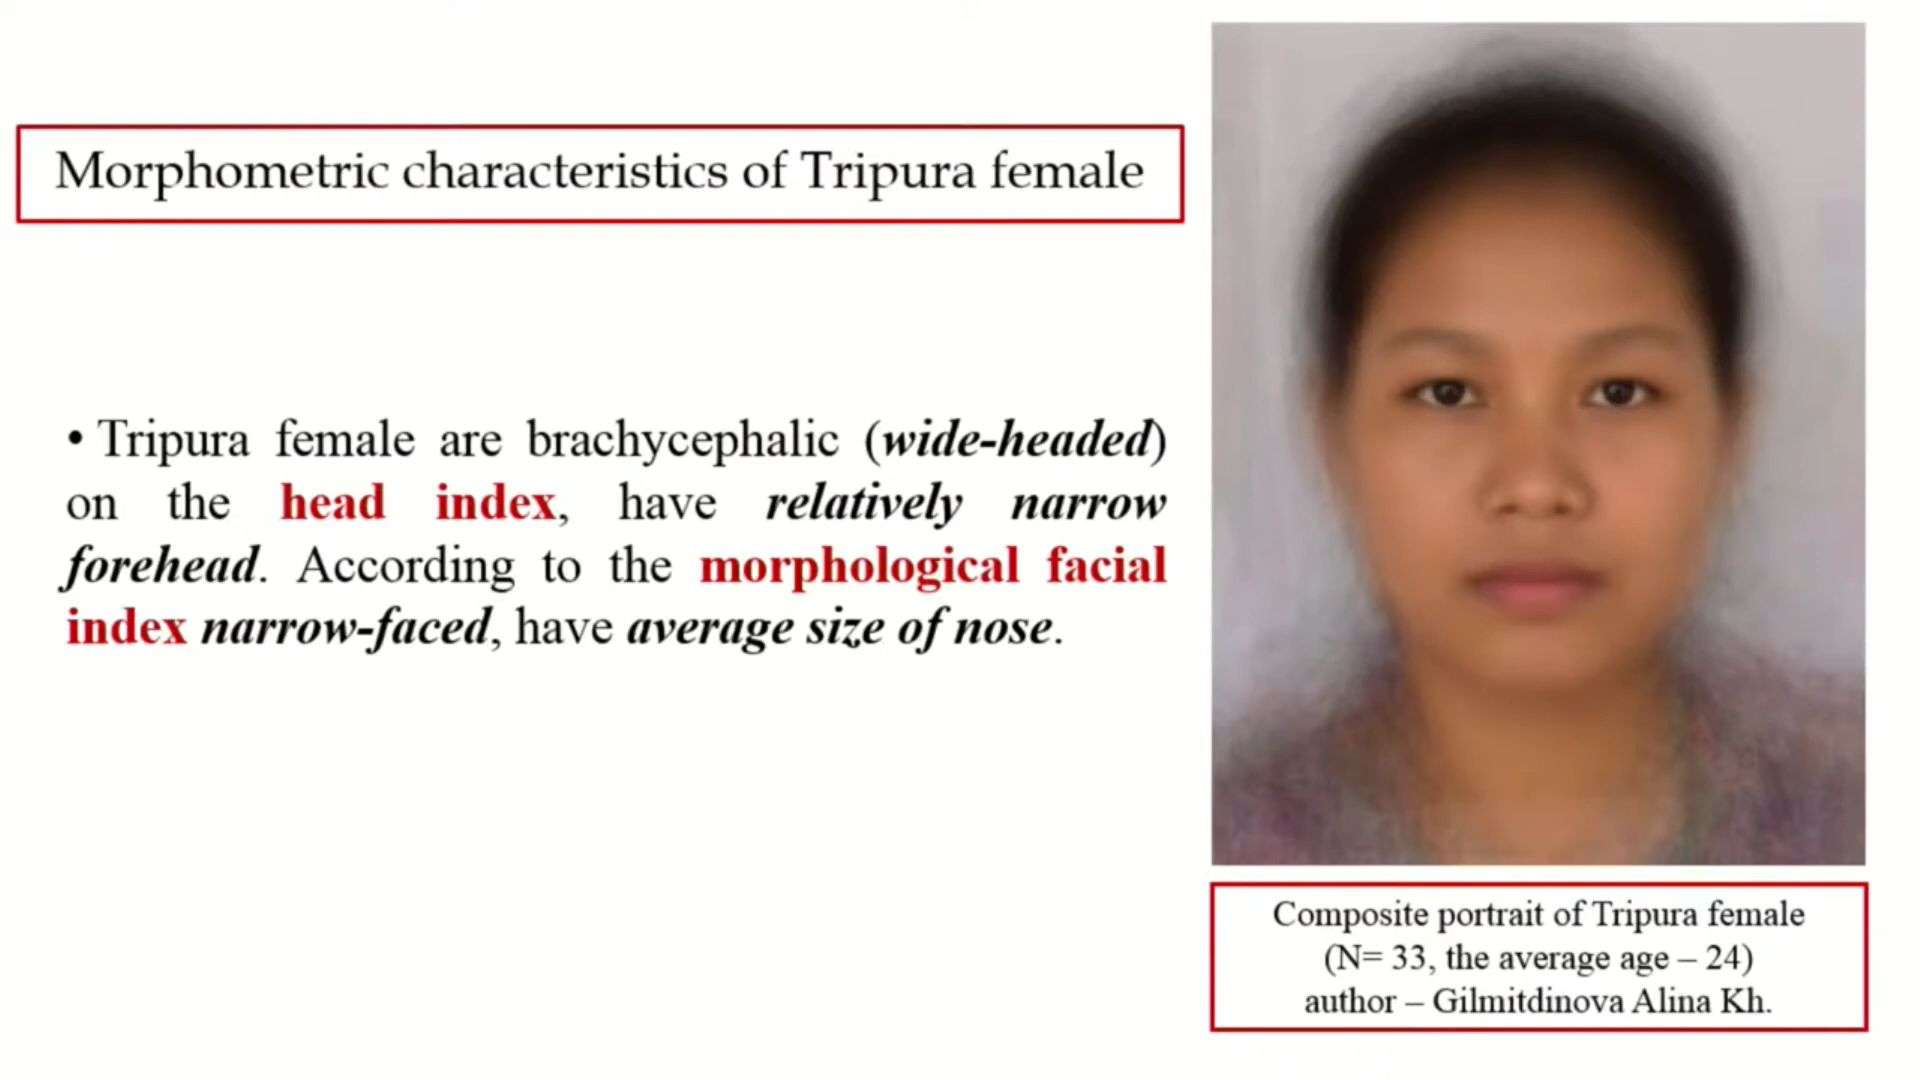 Morphometric characteristics of Tripura female
• Tripura female are brachycephalic (wide-headed)
on the head index, have relatively narrow
forehead. According to the morphological facial
index narrow-faced, have average size of nose.
Composite portrait of Tripura female
(N= 33, the average age – 24)
author – Gilmitdinova Alina Kh.